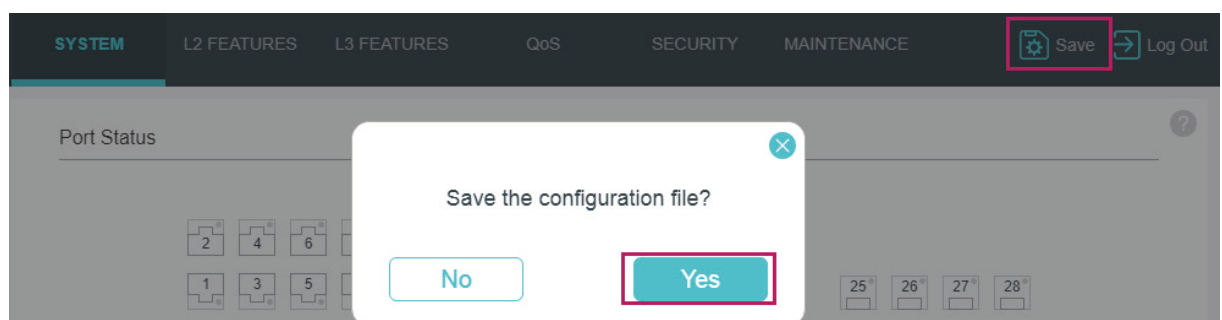 SYSTEM L2 FEATURES L3 FEATURES QoS SECURITY MAINTENANCE Save Log Out
Port Status
?
Save the configuration file?
2 4 6
No Yes
1 3 5 25 26 27 28